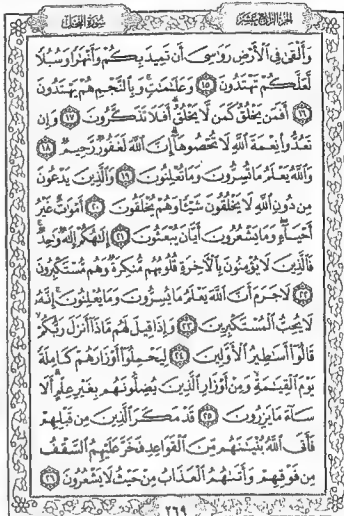 الجزء الرابع عشر
سورة النحل
وَأَلْقَىٰ فِي الْأَرْضِ رَوَاسِيَ أَن تَمِيدَ بِكُمْ وَأَنْهَارًا وَسُبُلًا
لَّعَلَّكُمْ تَهْتَدُونَ ١٥ وَعَلَامَاتٍ وَبِالنَّجْمِ هُمْ يَهْتَدُونَ
١٦ أَفَمَن يَخْلُقُ كَمَن لَّا يَخْلُقُ أَفَلَا تَذَكَّرُونَ ١٧ وَإِن
تَعُدُّوا نِعْمَةَ اللَّهِ لَا تُحْصُوهَا إِنَّ اللَّهَ لَغَفُورٌ رَّحِيمٌ ١٨
وَاللَّهُ يَعْلَمُ مَا تُسِرُّونَ وَمَا تُعْلِنُونَ ١٩ وَالَّذِينَ يَدْعُونَ
مِن دُونِ اللَّهِ لَا يَخْلُقُونَ شَيْئًا وَهُمْ يُخْلَقُونَ ٢٠ أَمْوَاتٌ غَيْرُ
أَحْيَاءٍ وَمَا يَشْعُرُونَ أَيَّانَ يُبْعَثُونَ ٢١ إِلَٰهُكُمْ إِلَٰهٌ وَاحِدٌ
فَالَّذِينَ لَا يُؤْمِنُونَ بِالْآخِرَةِ قُلُوبُهُم مُّنكِرَةٌ وَهُم مُّسْتَكْبِرُونَ
٢٢ لَا جَرَمَ أَنَّ اللَّهَ يَعْلَمُ مَا يُسِرُّونَ وَمَا يُعْلِنُونَ إِنَّهُ
لَا يُحِبُّ الْمُسْتَكْبِرِينَ ٢٣ وَإِذَا قِيلَ لَهُم مَّاذَا أَنزَلَ رَبُّكُمْ
قَالُوا أَسَاطِيرُ الْأَوَّلِينَ ٢٤ لِيَحْمِلُوا أَوْزَارَهُمْ كَامِلَةً
يَوْمَ الْقِيَامَةِ وَمِنْ أَوْزَارِ الَّذِينَ يُضِلُّونَهُم بِغَيْرِ عِلْمٍ أَلَا
سَاءَ مَا يَزِرُونَ ٢٥ قَدْ مَكَرَ الَّذِينَ مِن قَبْلِهِمْ
فَأَتَى اللَّهُ بُنْيَانَهُم مِّنَ الْقَوَاعِدِ فَخَرَّ عَلَيْهِمُ السَّقْفُ
مِن فَوْقِهِمْ وَأَتَاهُمُ الْعَذَابُ مِنْ حَيْثُ لَا يَشْعُرُونَ ٢٦
٢٦٩